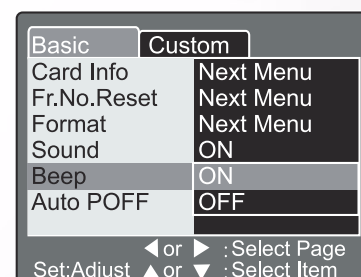 Basic Custom
Card Info Next Menu
Fr.No.Reset Next Menu
Format Next Menu
Sound ON
Beep ON
Auto POFF OFF
◀ or ▶ :Select Page
Set:Adjust ▲ or ▼ :Select Item